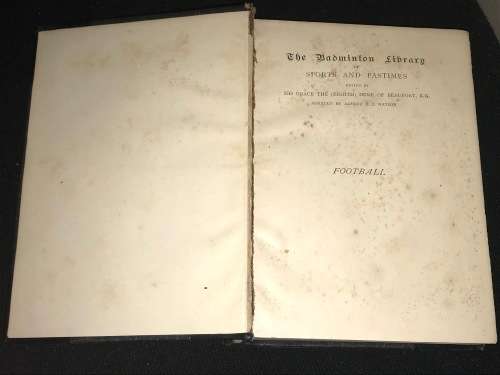 The Badminton Library
OF
SPORTS AND PASTIMES
EDITED BY
HIS GRACE THE (EIGHTH) DUKE OF BEAUFORT, K.G.
ASSISTED BY ALFRED E. T. WATSON
FOOTBALL